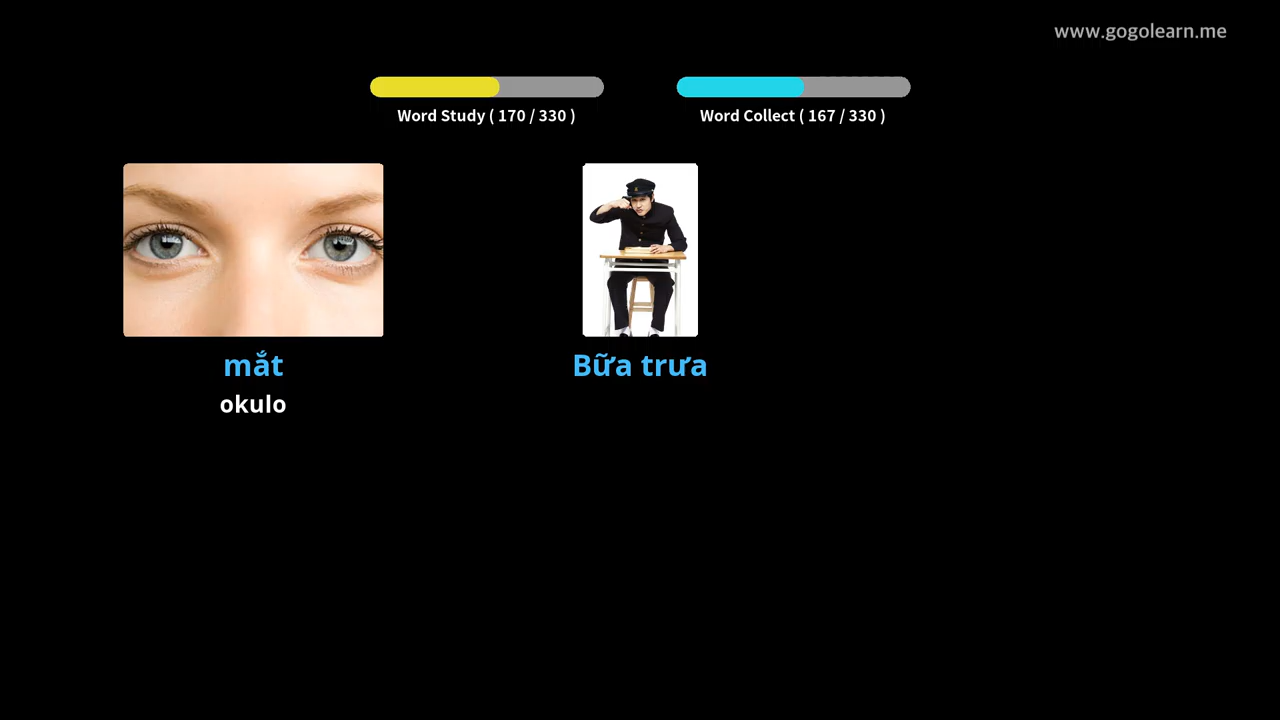 www.gogolearn.me
Word Study ( 170 / 330 )
Word Collect ( 167 / 330 )
mắt
Bữa trưa
okulo